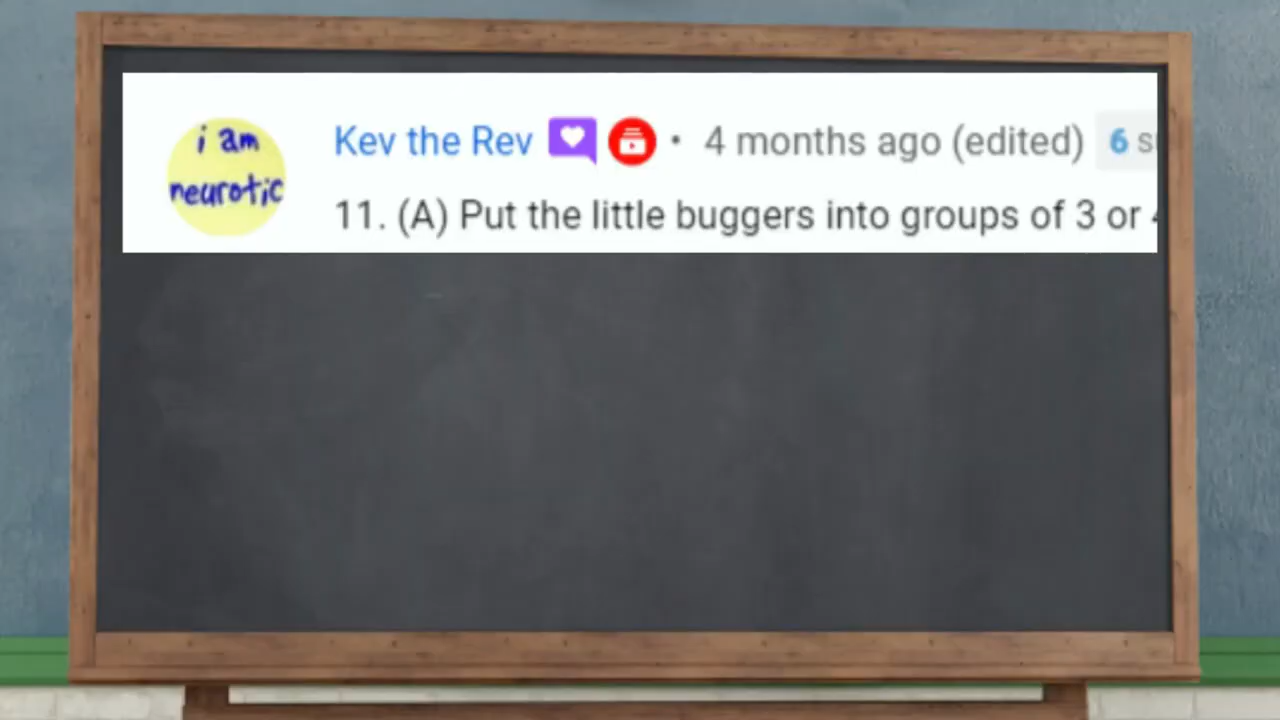 i am
neurotic
Kev the Rev • 4 months ago (edited) 6
11. (A) Put the little buggers into groups of 3 or